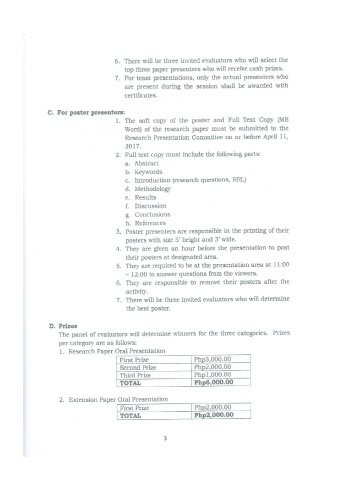 6. There will be three invited evaluators who will select the
top three paper presenters who will receive cash prizes.
7. For team presentations, only the actual presenters who
are present during the session shall be awarded with
certificates.
C. For poster presenters:
1. The soft copy of the poster and Full Text Copy (MS
Word) of the research paper must be submitted to the
Research Presentation Committee on or before April 11,
2017.
2. Full text copy must include the following parts:
a. Abstract
b. Keywords
c. Introduction (research questions, RRL)
d. Methodology
e. Results
f. Discussion
g. Conclusions
h. References
3. Poster presenters are responsible in the printing of their
posters with size 5' height and 3' wide.
4. They are given an hour before the presentation to post
their posters at designated area.
5. They are required to be at the presentation area at 11:00
– 12:00 to answer questions from the viewers.
6. They are responsible to remove their posters after the
activity.
7. There will be three invited evaluators who will determine
the best poster.
D. Prizes
The panel of evaluators will determine winners for the three categories. Prizes
per category are as follows:
1. Research Paper Oral Presentation
First Prize Php3,000.00
Second Prize Php2,000.00
Third Prize Php1,000.00
TOTAL Php6,000.00
2. Extension Paper Oral Presentation
First Prize Php2,000.00
TOTAL Php2,000.00
3